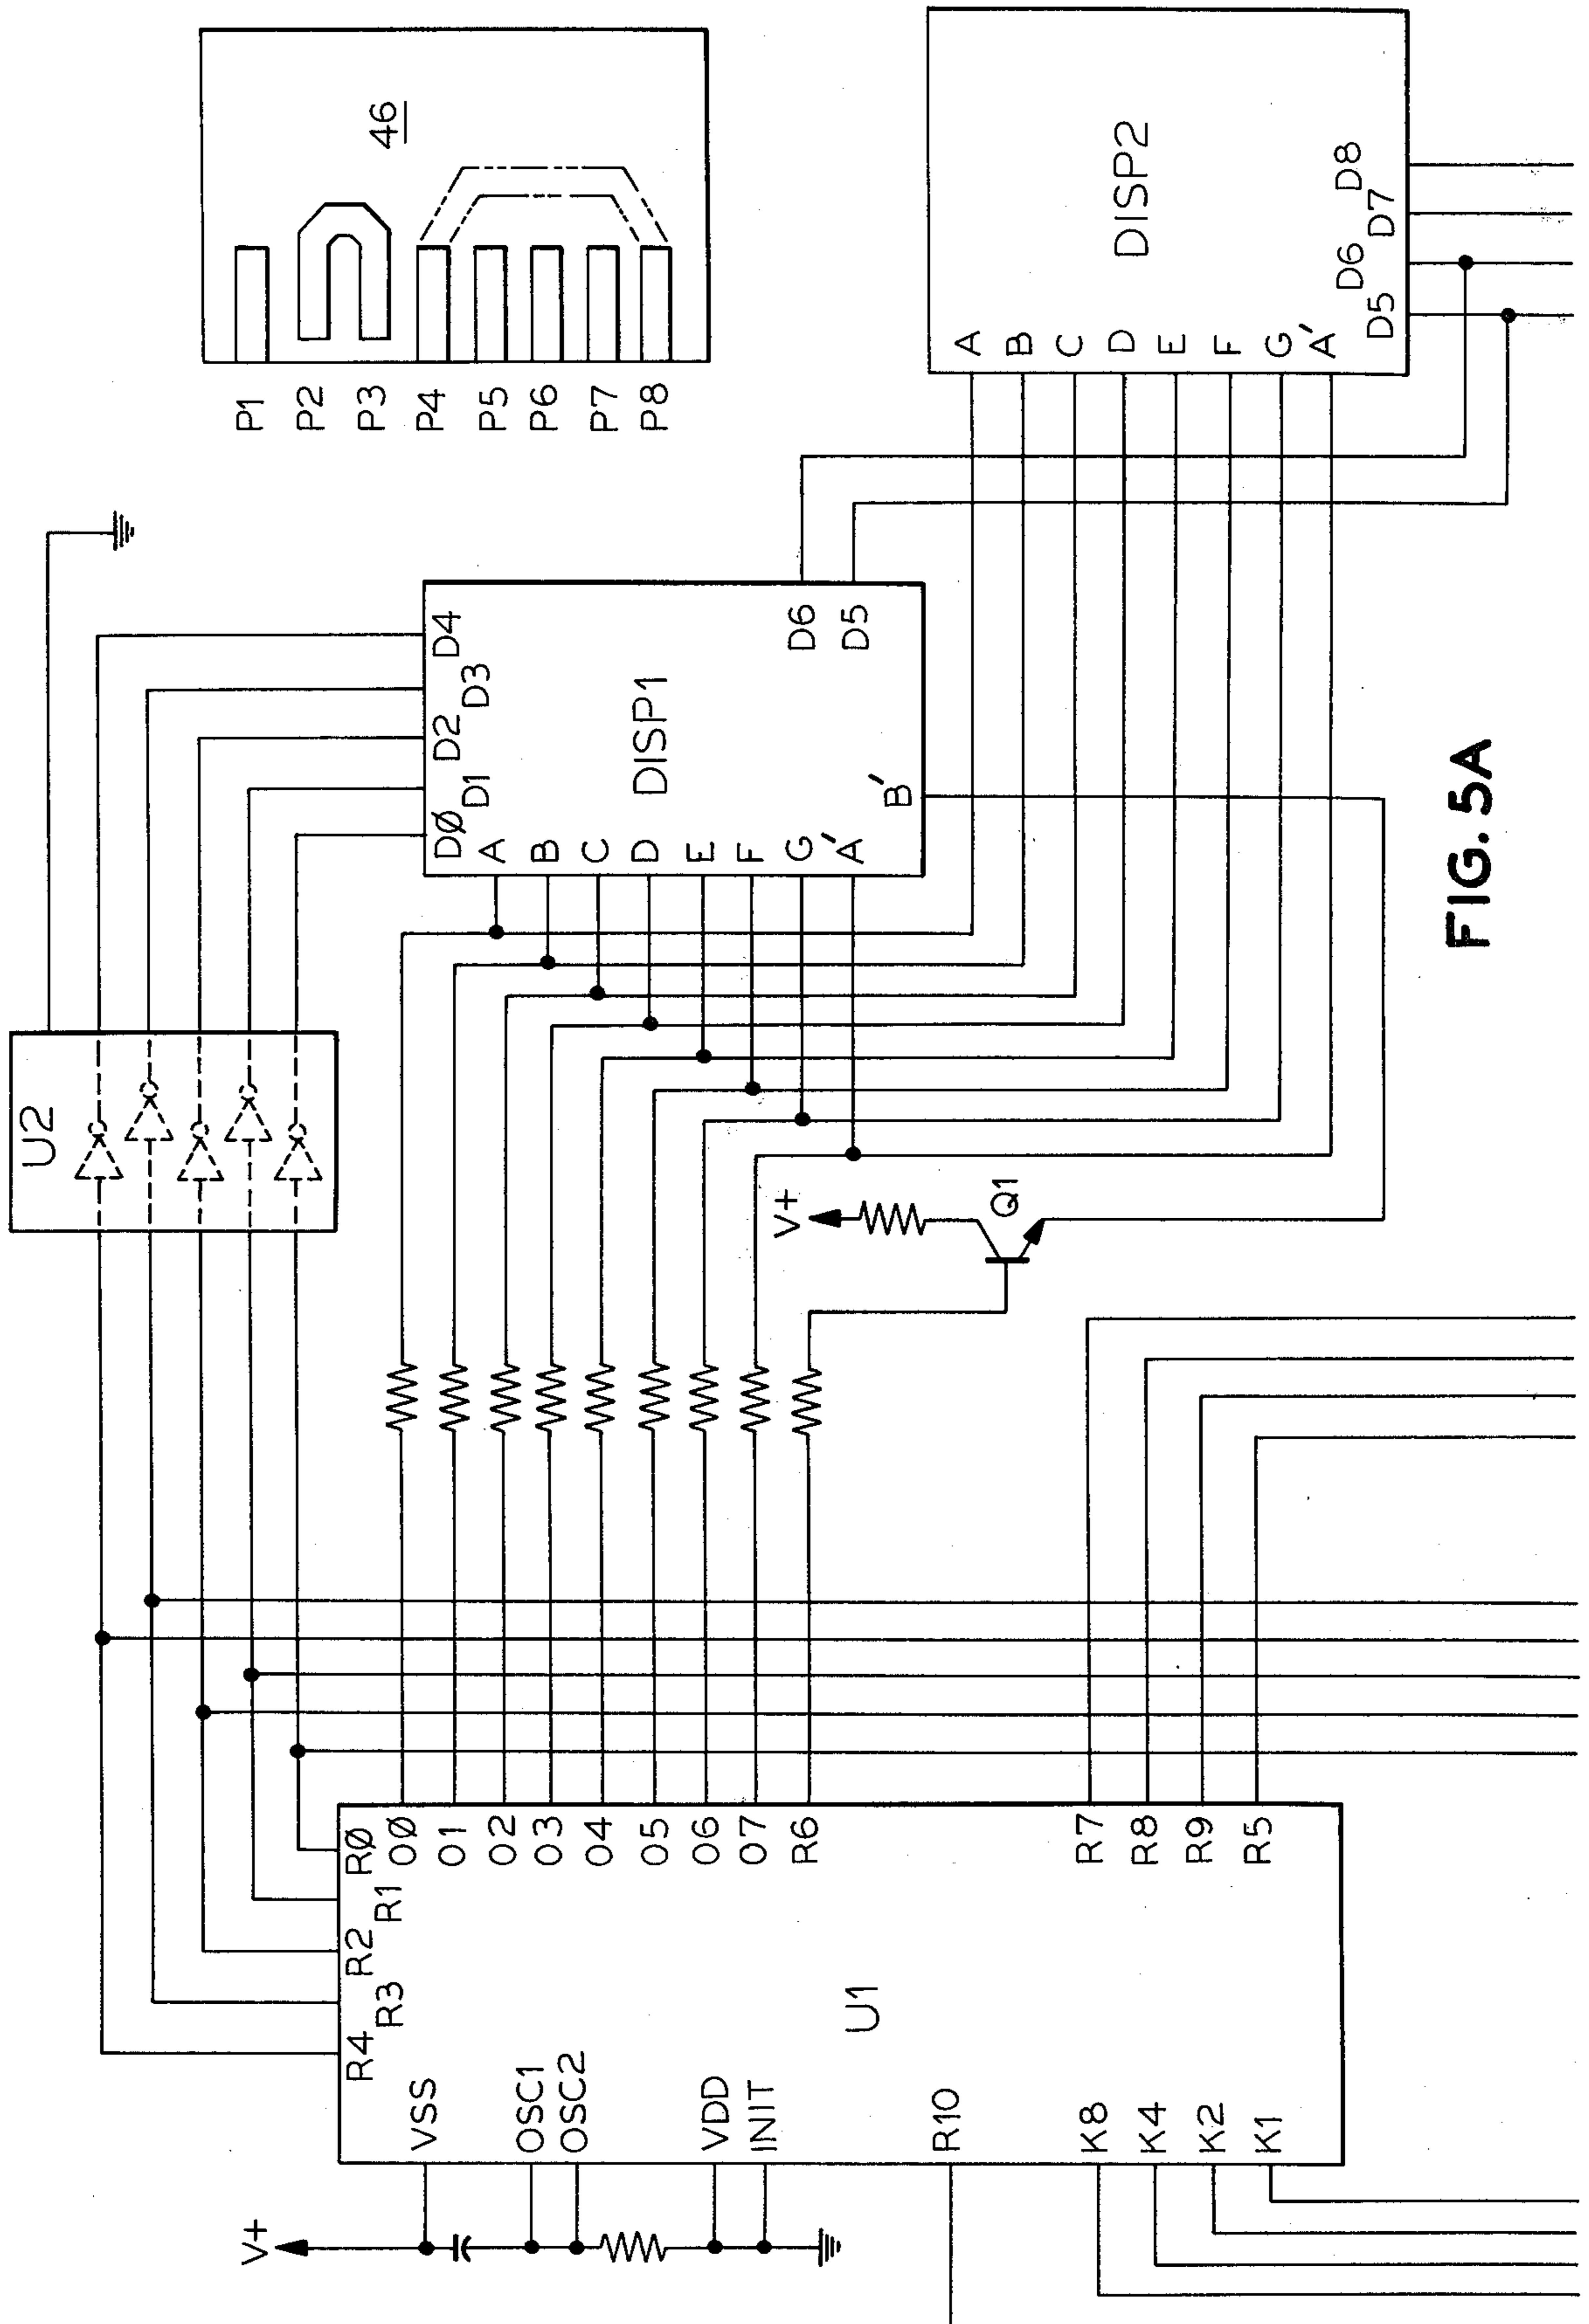 46
P1
P2
P3
P4
P5
P6
P7
P8
DISP2
A
B
C
D
E
F
G
A'
D5
D6
D7
D8
DISP1
DØ
D1
D2
D3
D4
A
B
C
D
E
F
G
A'
B'
D6
D5
U2
V+
Q1
U1
RØ
R1
R2
R3
R4
O0
O1
O2
O3
O4
O5
O6
O7
R6
R7
R8
R9
R5
VSS
OSC1
OSC2
VDD
INIT
R10
K8
K4
K2
K1
V+
FIG. 5A